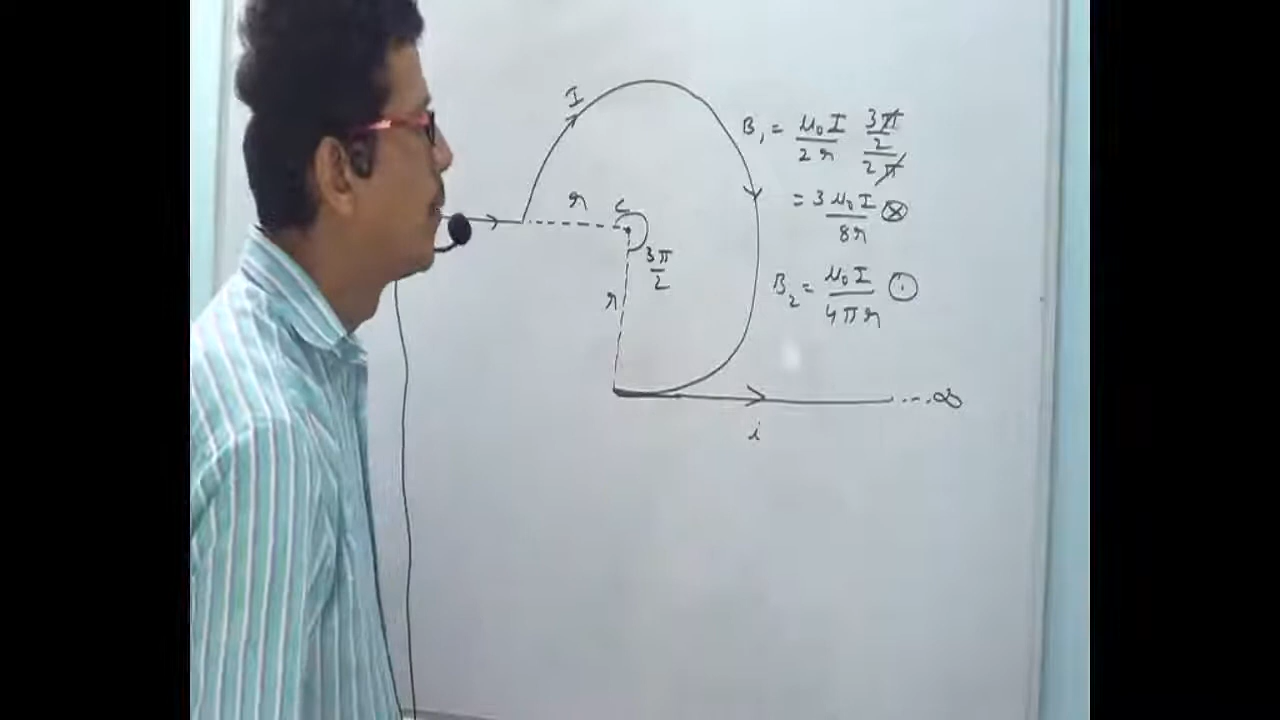 I
B₁ = μ₀I/2r (3π/2)/2π
r
C
= 3μ₀I/8r ⊗
3π/2
r
B₂ = μ₀I/4πr ⊙
---∞
i